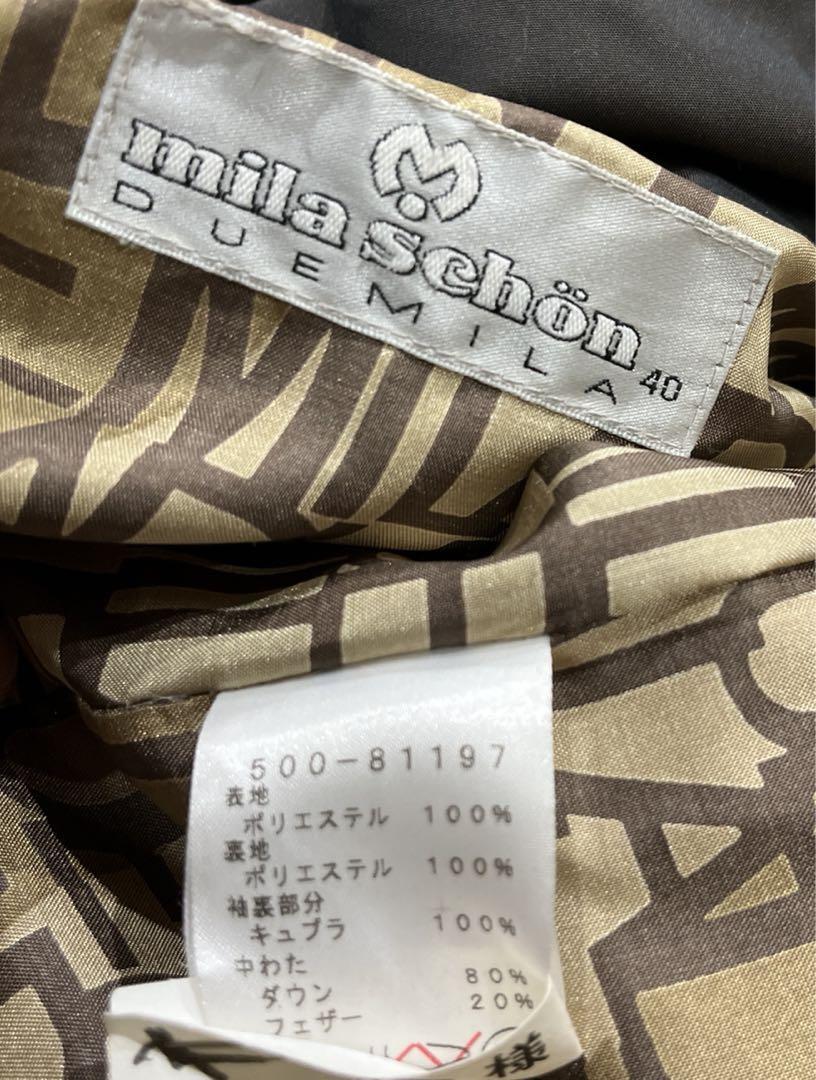 mila schön
DUEMILA
40
500-81197
表地
ポリエステル 100%
裏地
ポリエステル 100%
袖裏部分
キュプラ 100%
中わた
ダウン 80%
フェザー 20%
様